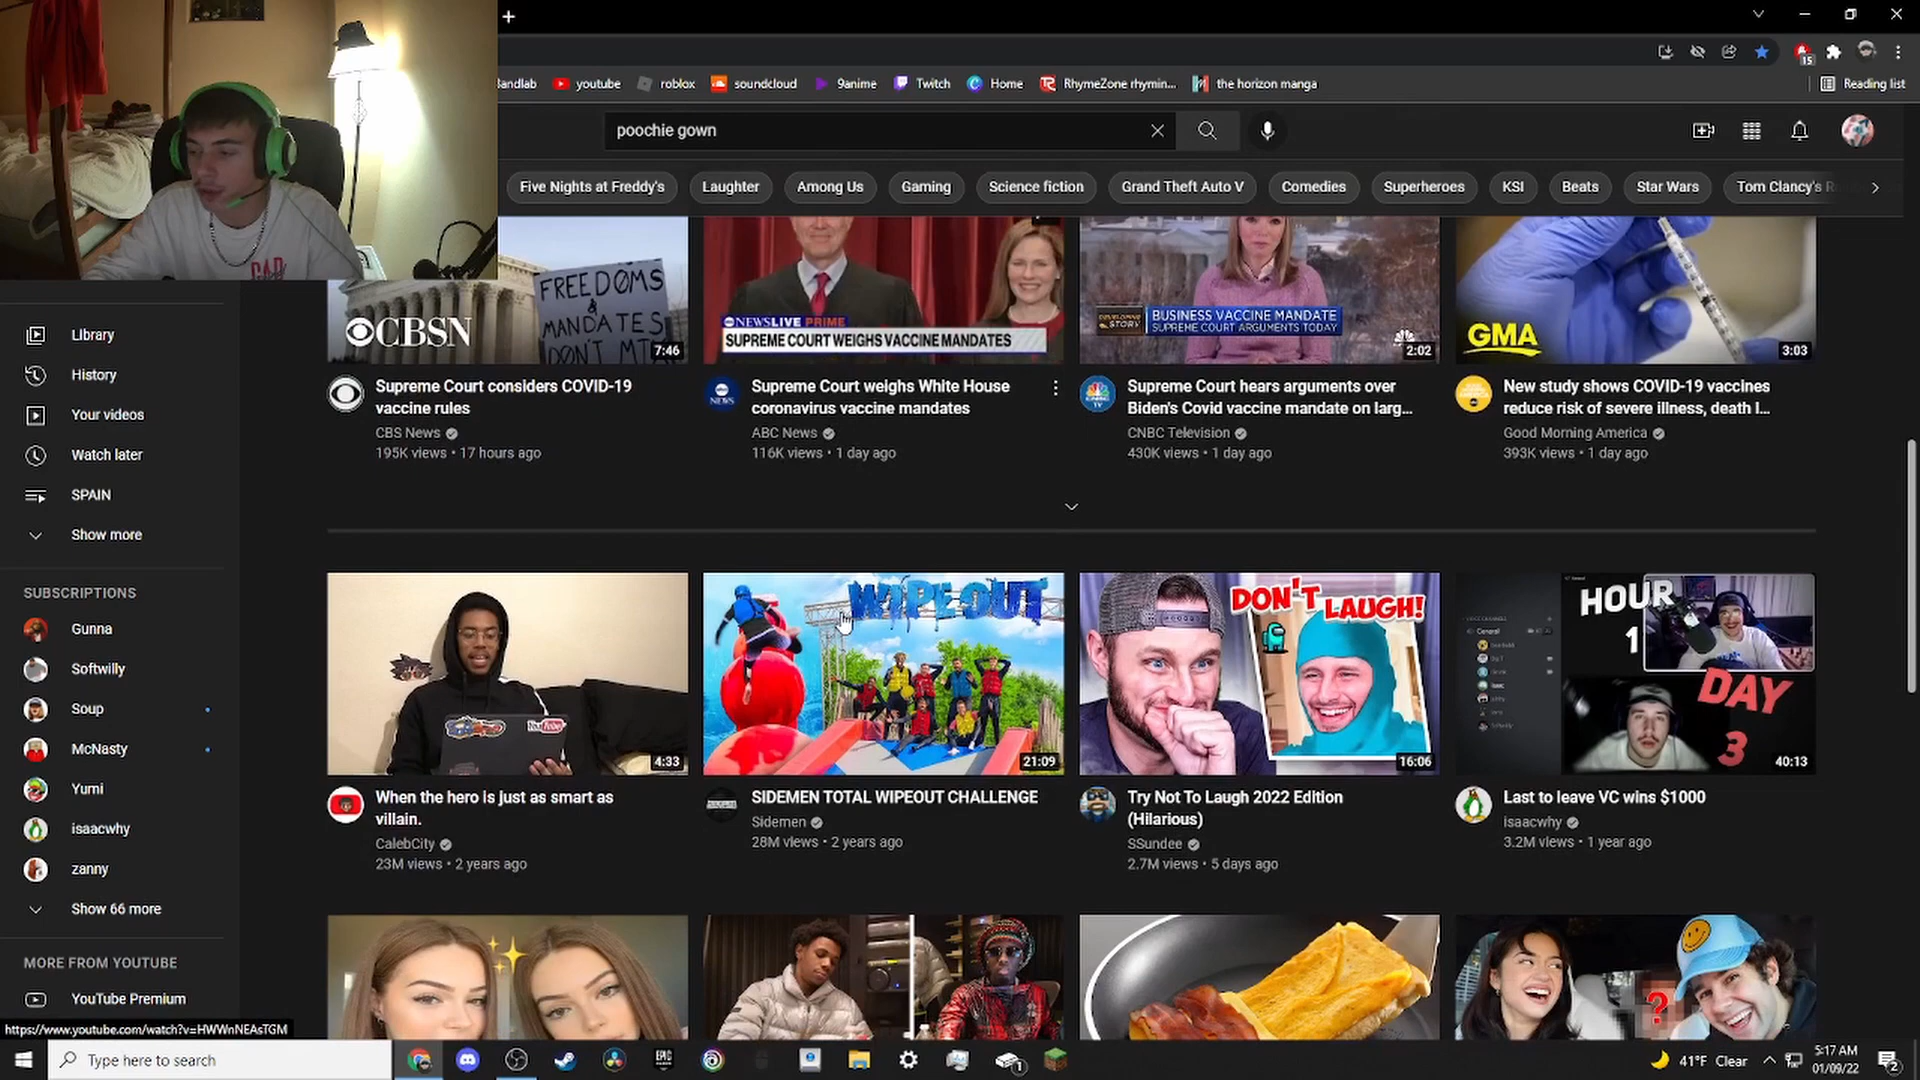 Bandlab youtube roblox soundcloud 9anime Twitch Home RhymeZone rhymin... the horizon manga Reading list
15
poochie gown
Five Nights at Freddy's Laughter Among Us Gaming Science fiction Grand Theft Auto V Comedies Superheroes KSI Beats Star Wars Tom Clancy's R
GAP
FREEDOMS
&
MANDATES
DON'T MIX
CBSN
7:46
NEWSLIVE PRIME
SUPREME COURT WEIGHS VACCINE MANDATES
DEVELOPING STORY
BUSINESS VACCINE MANDATE
SUPREME COURT ARGUMENTS TODAY
2:02
GMA
3:03
Supreme Court considers COVID-19
vaccine rules
CBS News
195K views • 17 hours ago
Supreme Court weighs White House
coronavirus vaccine mandates
ABC News
116K views • 1 day ago
Supreme Court hears arguments over
Biden's Covid vaccine mandate on larg...
CNBC Television
430K views • 1 day ago
New study shows COVID-19 vaccines
reduce risk of severe illness, death I...
Good Morning America
393K views • 1 day ago
Library
History
Your videos
Watch later
SPAIN
Show more
SUBSCRIPTIONS
Gunna
Softwilly
Soup
McNasty
Yumi
isaacwhy
zanny
Show 66 more
MORE FROM YOUTUBE
YouTube Premium
YouTube
4:33
WIPEOUT
21:09
DON'T LAUGH!
16:06
General
HOUR
1
DAY
3
40:13
When the hero is just as smart as
villain.
CalebCity
23M views • 2 years ago
SIDEMEN TOTAL WIPEOUT CHALLENGE
Sidemen
28M views • 2 years ago
Try Not To Laugh 2022 Edition
(Hilarious)
SSundee
2.7M views • 5 days ago
Last to leave VC wins $1000
isaacwhy
3.2M views • 1 year ago
?
https://www.youtube.com/watch?v=HWWnNEAsTGM
Type here to search
EPIC
1
41°F Clear
5:17 AM
01/09/22
2